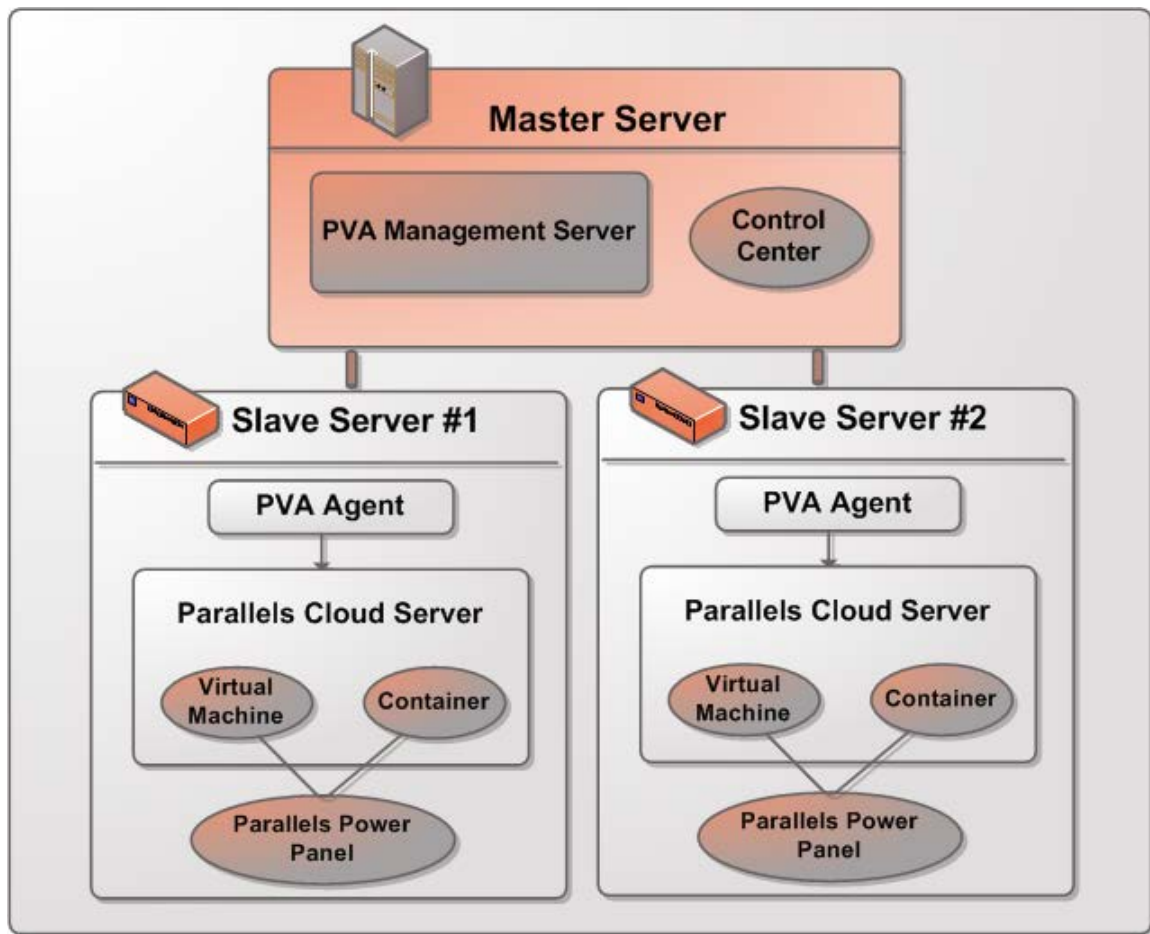 Master Server
PVA Management Server
Control
Center
Slave Server #1
PVA Agent
Parallels Cloud Server
Virtual
Machine
Container
Parallels Power
Panel
Slave Server #2
PVA Agent
Parallels Cloud Server
Virtual
Machine
Container
Parallels Power
Panel